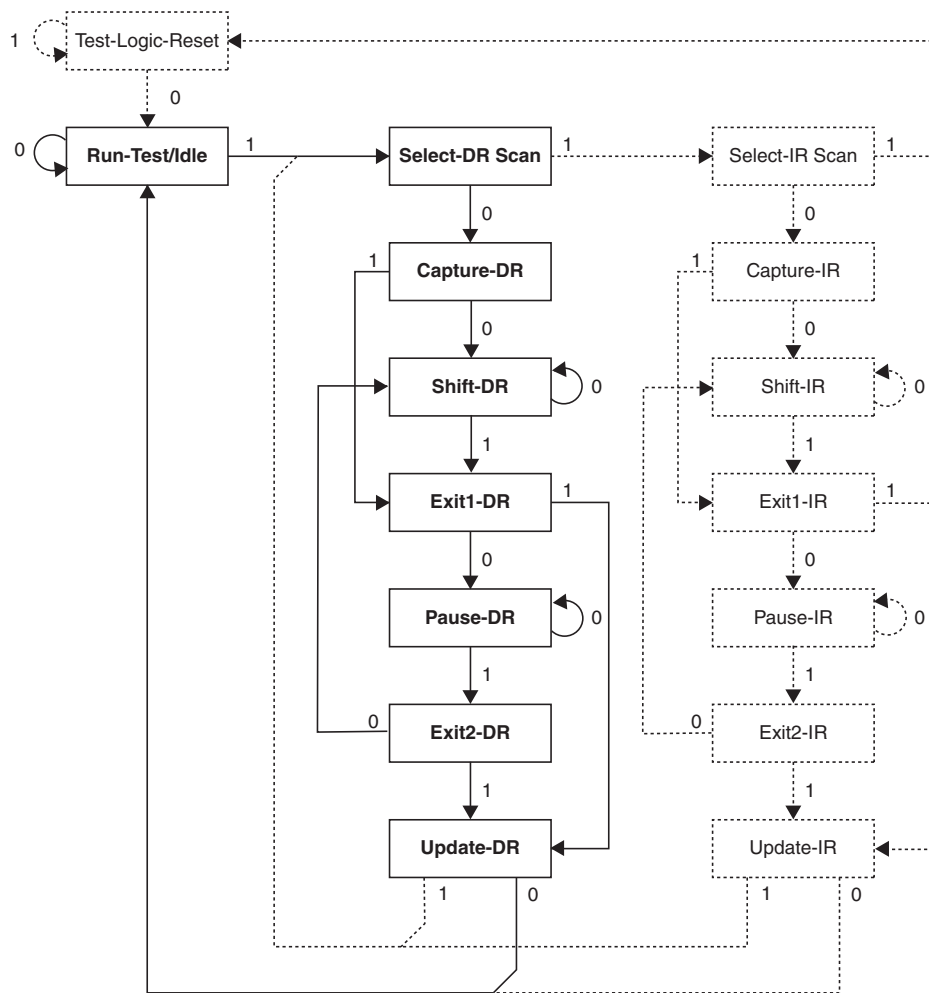 1
Test-Logic-Reset
0
0
Run-Test/Idle
1
Select-DR Scan
1
Select-IR Scan
1
0
0
1
Capture-DR
1
Capture-IR
0
0
Shift-DR
0
Shift-IR
0
1
1
Exit1-DR
1
Exit1-IR
1
0
0
Pause-DR
0
Pause-IR
0
1
1
0
Exit2-DR
0
Exit2-IR
1
1
Update-DR
Update-IR
1
0
1
0